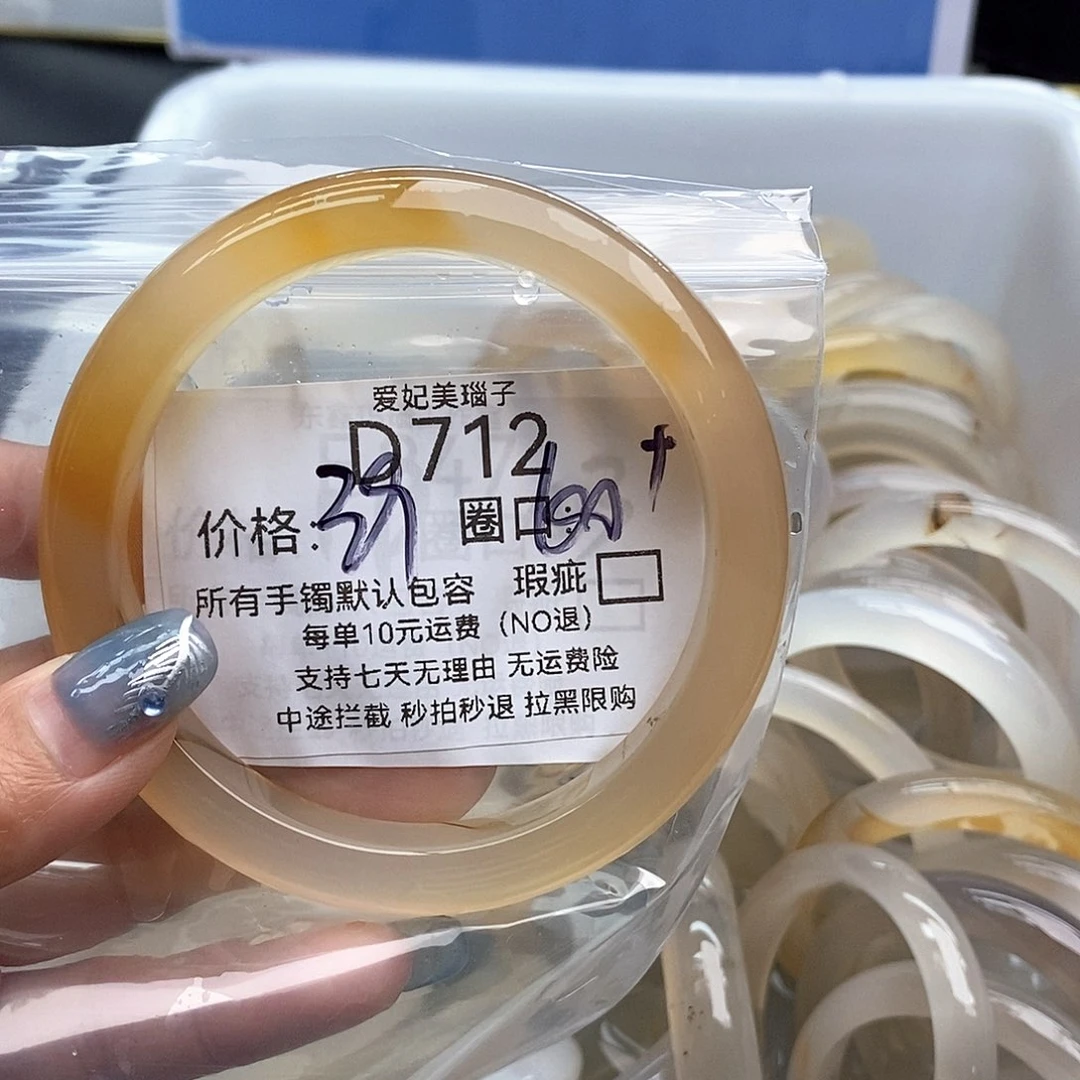 爱妃美瑙子
D712
价格：39 圈口：60 +
所有手镯默认包容 瑕疵
每单10元运费（NO退）
支持七天无理由 无运费险
中途拦截 秒拍秒退 拉黑限购